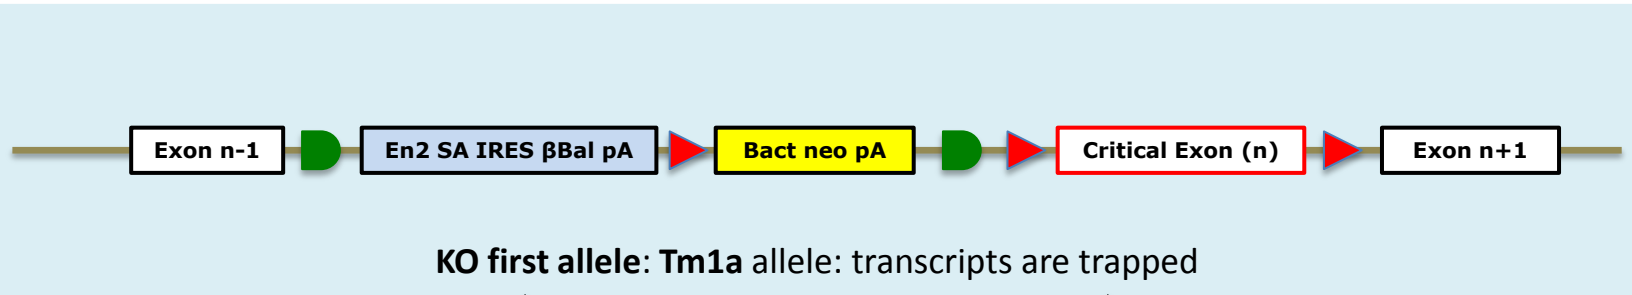 Exon n-1 En2 SA IRES βBal pA Bact neo pA Critical Exon (n) Exon n+1
KO first allele: Tm1a allele: transcripts are trapped